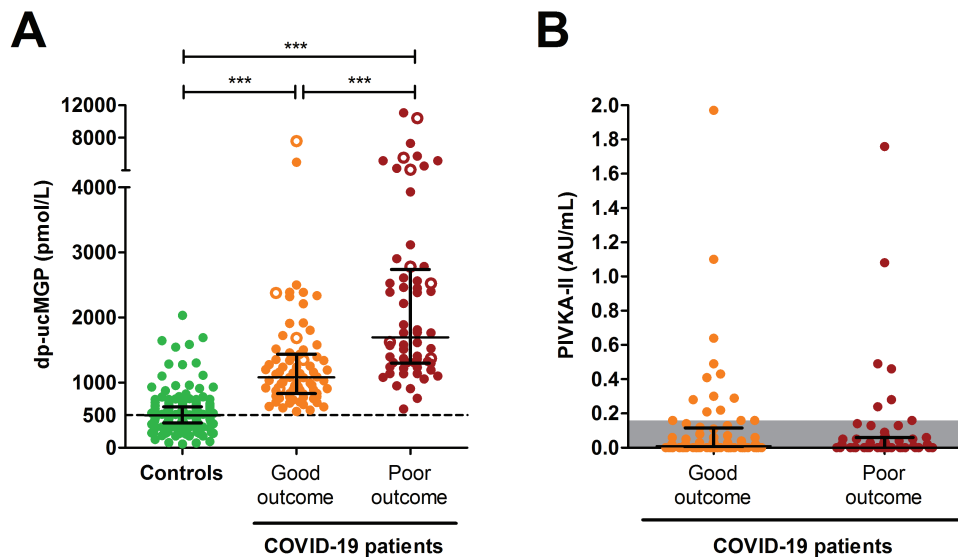 A
***
***
***
12000
8000
4000
3000
2000
1000
500
0
dp-ucMGP (pmol/L)
Controls
Good
outcome
Poor
outcome
COVID-19 patients
B
2.0
1.8
1.6
1.4
1.2
1.0
0.8
0.6
0.4
0.2
0.0
PIVKA-II (AU/mL)
Good
outcome
Poor
outcome
COVID-19 patients